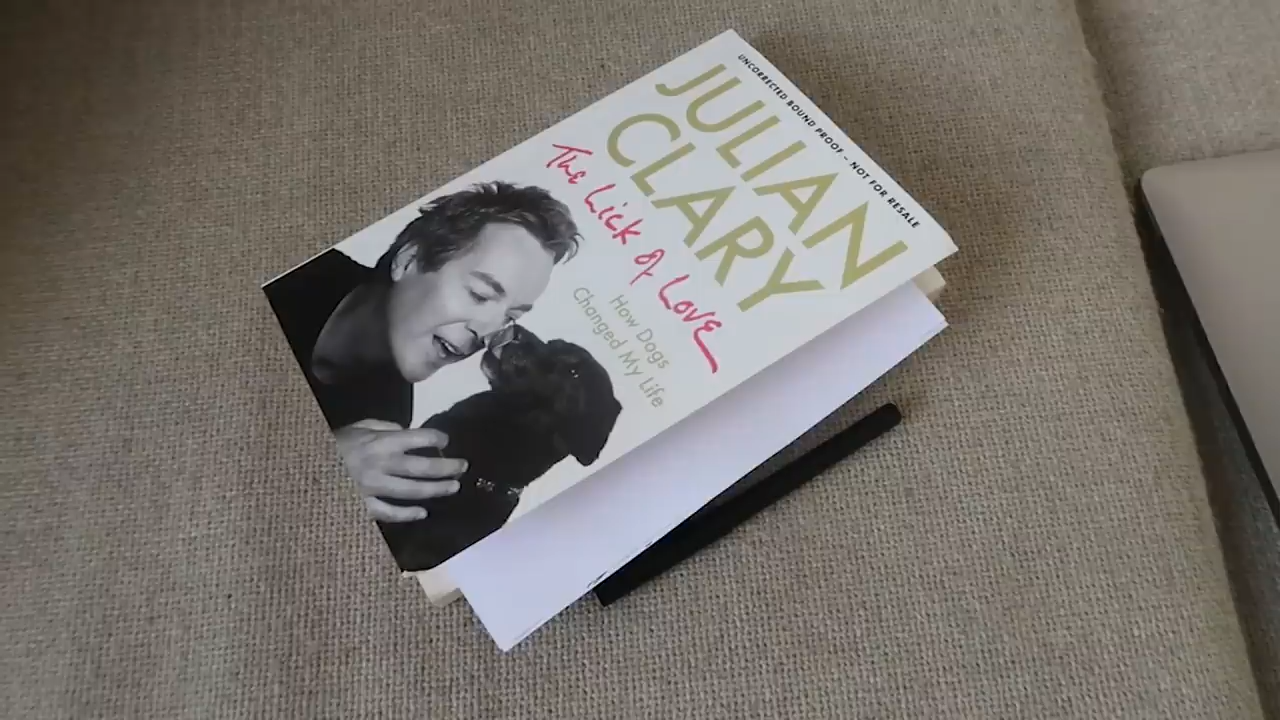 UNCORRECTED BOUND PROOF – NOT FOR RESALE
JULIAN
CLARY
The Lick of Love
How Dogs
Changed My Life